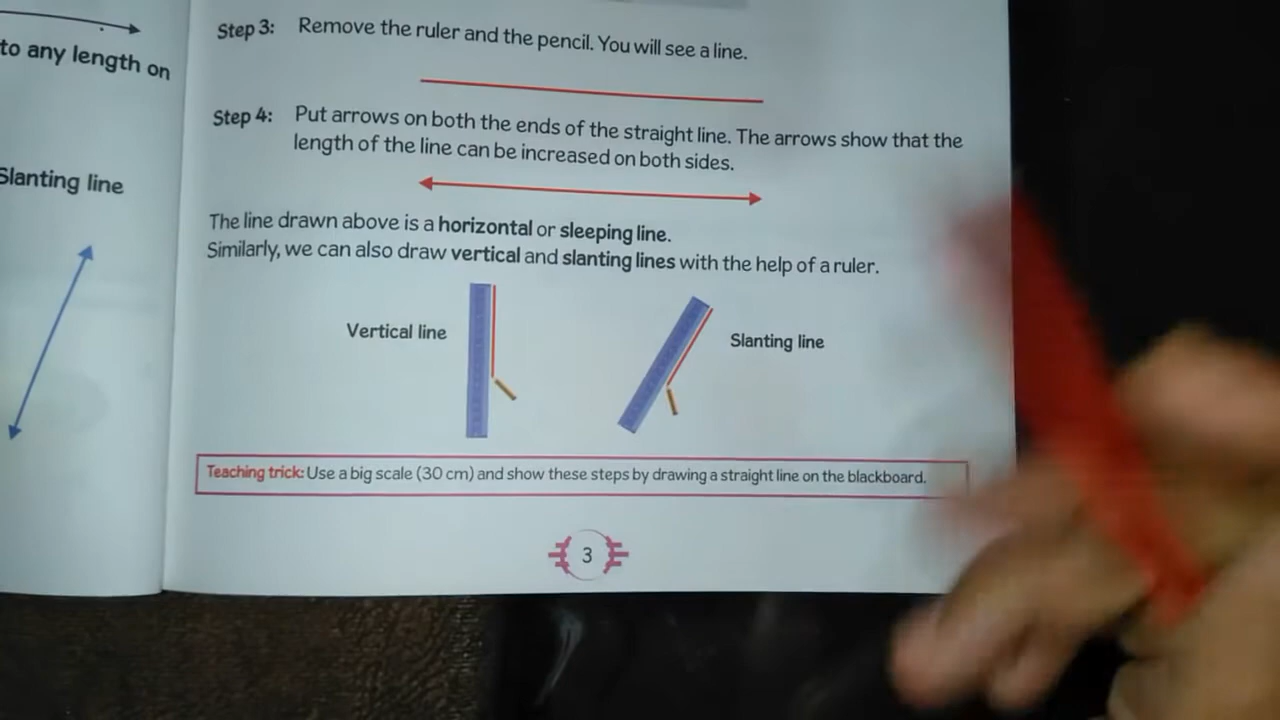 to any length on
Slanting line
Step 3: Remove the ruler and the pencil. You will see a line.
Step 4: Put arrows on both the ends of the straight line. The arrows show that the
length of the line can be increased on both sides.
The line drawn above is a horizontal or sleeping line.
Similarly, we can also draw vertical and slanting lines with the help of a ruler.
Vertical line
Slanting line
Teaching trick: Use a big scale (30 cm) and show these steps by drawing a straight line on the blackboard.
3